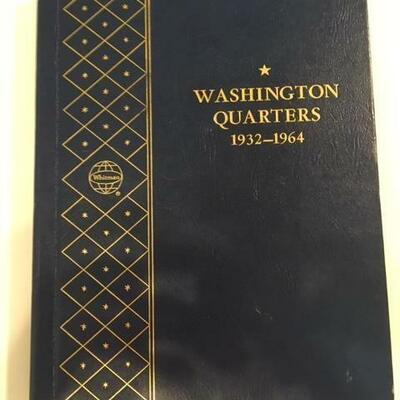 WASHINGTON
QUARTERS
1932–1964
Whitman
®